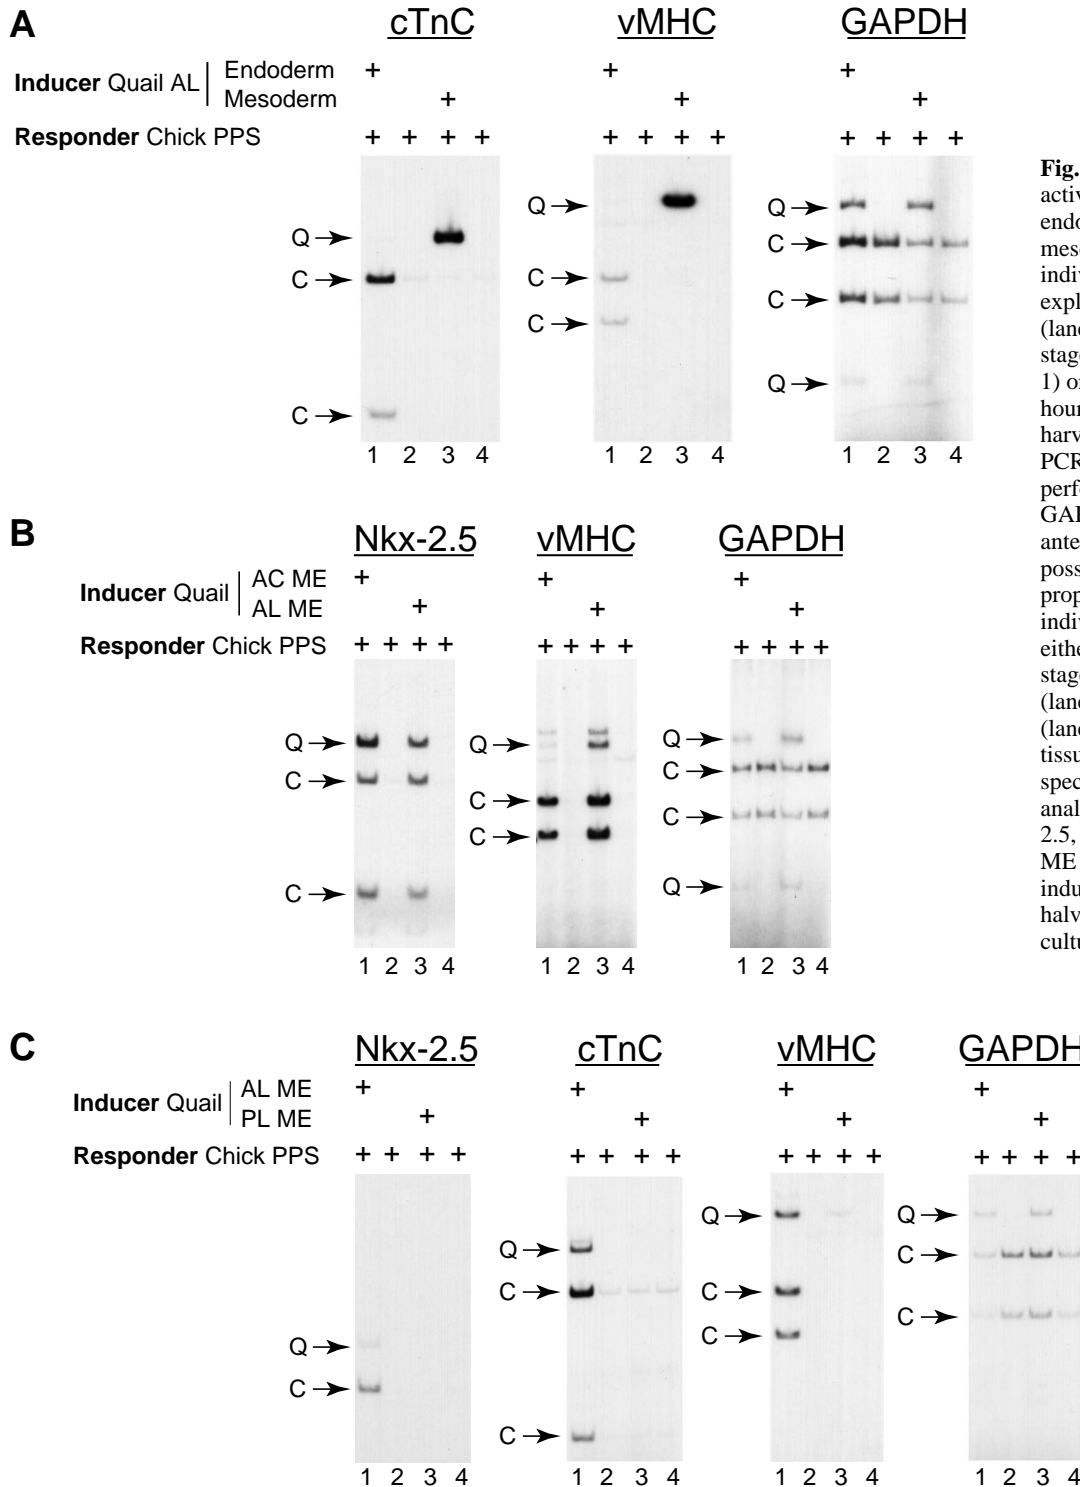 A
cTnC vMHC GAPDH
Inducer Quail AL Endoderm + + +
Mesoderm + + +
Responder Chick PPS + + + + + + + + + + + +
Q
C
C
Q
C
C
Q
C
C
Q
1 2 3 4 1 2 3 4 1 2 3 4
B
Nkx-2.5 vMHC GAPDH
Inducer Quail AC ME + + +
AL ME + + +
Responder Chick PPS + + + + + + + + + + + +
Q
C
C
Q
C
C
Q
C
C
Q
1 2 3 4 1 2 3 4 1 2 3 4
C
Nkx-2.5 cTnC vMHC GAPDH
Inducer Quail AL ME + + + +
PL ME + + + +
Responder Chick PPS + + + + + + + + + + + + + + + +
Q
C
Q
C
C
Q
C
C
Q
C
C
1 2 3 4 1 2 3 4 1 2 3 4 1 2 3 4
Fig.
activ
endo
meso
indiv
expl
(lane
stage
1) or
hour
harv
PCR
perfo
GAP
ante
poss
prop
indiv
eithe
stage
(lane
(lane
tissu
spec
anal
2.5,
ME
indu
halv
cultu